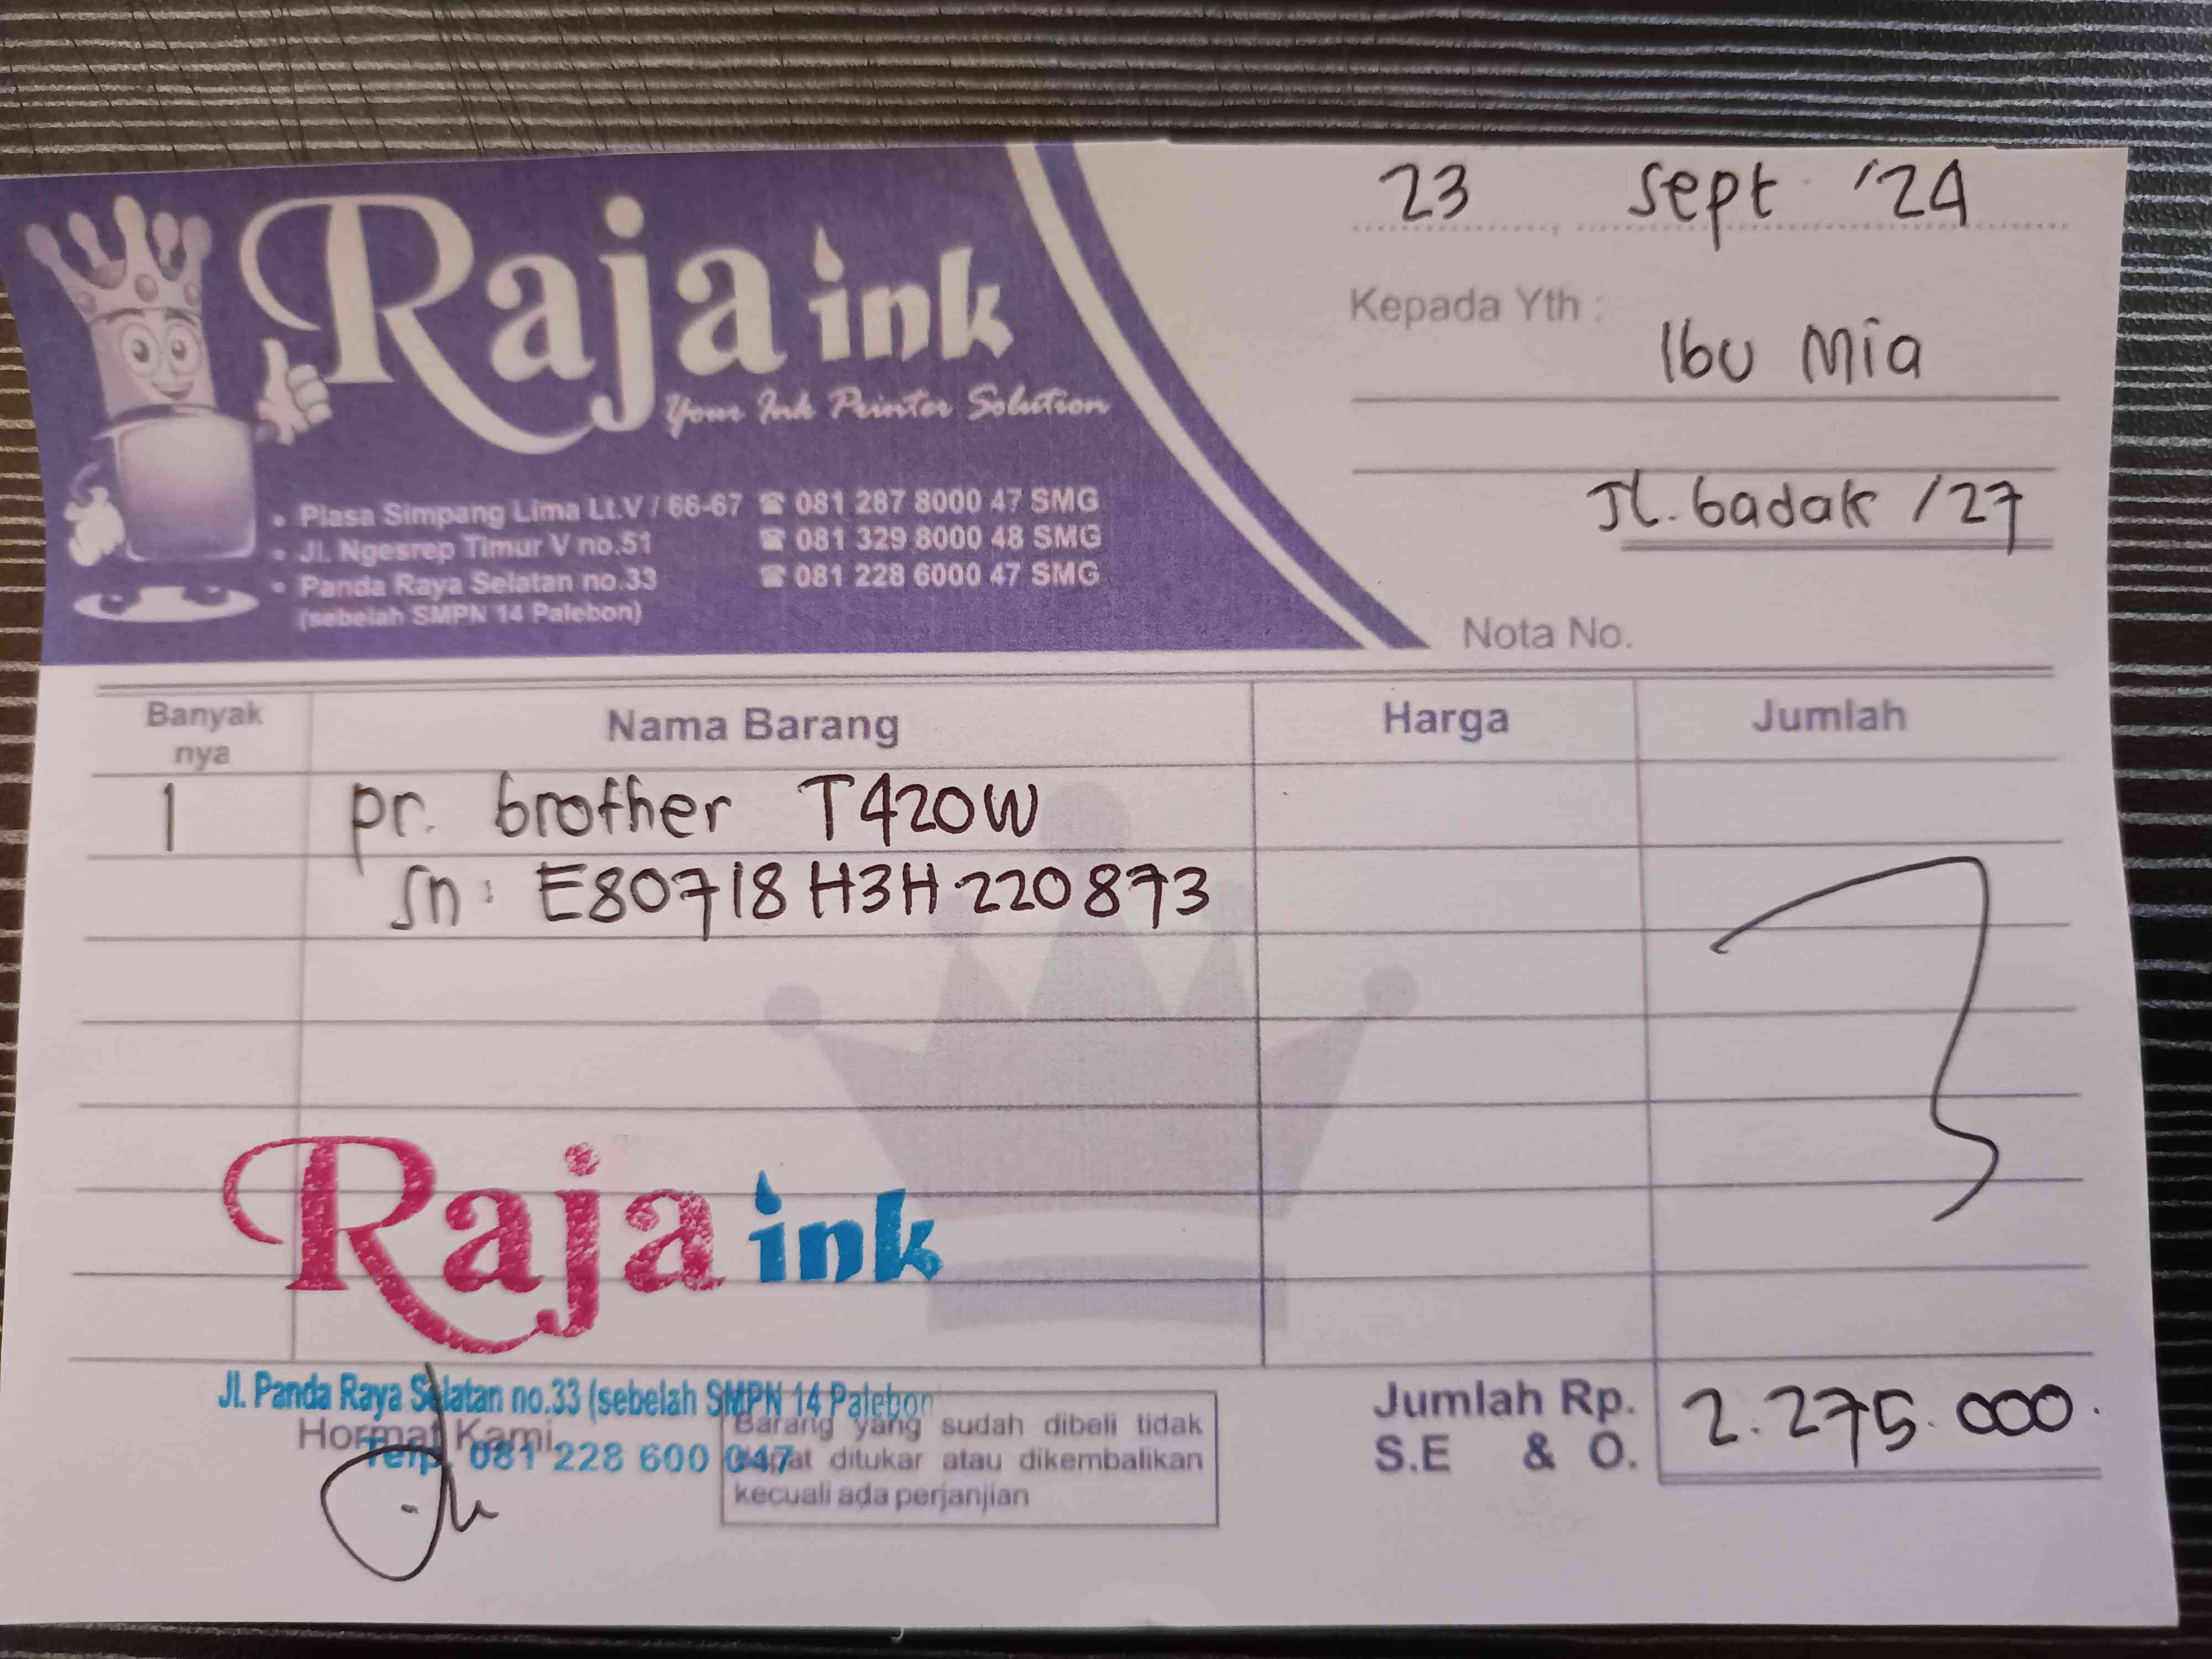 Raja ink
Your Ink Printer Solution
• Plasa Simpang Lima Lt.V / 66-67 ☎ 081 287 8000 47 SMG
• Jl. Ngesrep Timur V no.51 ☎ 081 329 8000 48 SMG
• Panda Raya Selatan no.33 ☎ 081 228 6000 47 SMG
(sebelah SMPN 14 Palebon)
23 Sept '24
Kepada Yth :
Ibu Mia
Jl. badak /27
Nota No.
Banyak
nya
Nama Barang
Harga
Jumlah
1 pr. brother T420W
sn : E80718H3H220873
Raja ink
Jl. Panda Raya Selatan no.33 (sebelah SMPN 14 Palebon
Hormat Kami
Telp. 081 228 600 047
Barang yang sudah dibeli tidak
dapat ditukar atau dikembalikan
kecuali ada perjanjian
Jumlah Rp. 2.275.000.
S.E & O.